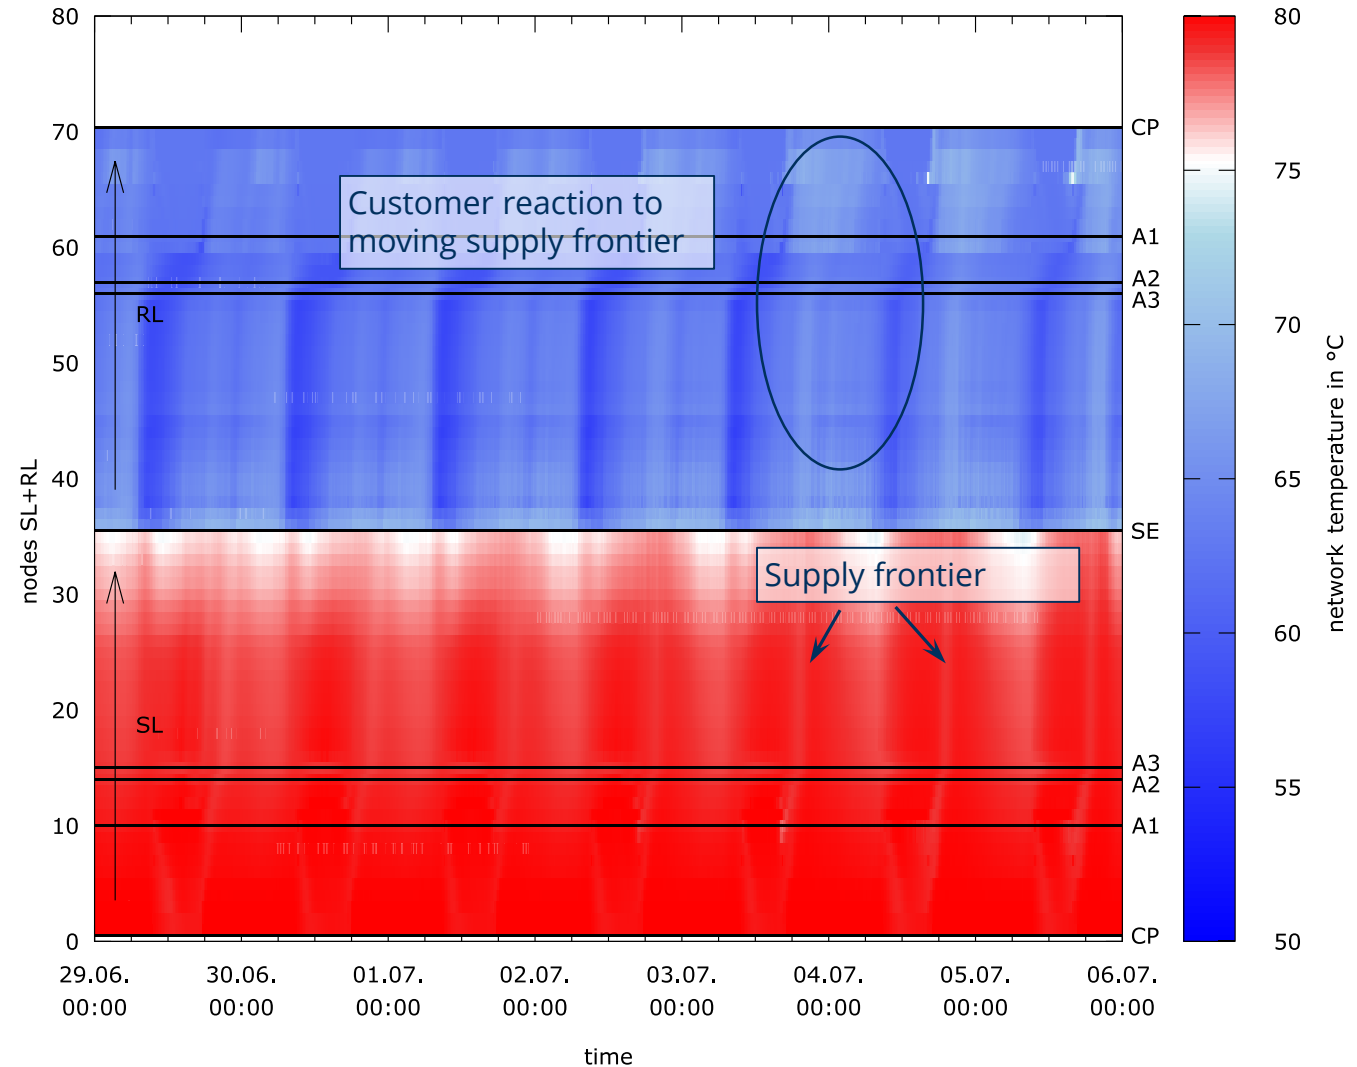 80
70
60
50
40
30
20
10
0
nodes SL+RL
29.06.
00:00
30.06.
00:00
01.07.
00:00
02.07.
00:00
03.07.
00:00
04.07.
00:00
05.07.
00:00
06.07.
00:00
time
Customer reaction to
moving supply frontier
RL
Supply frontier
SL
CP
A1
A2
A3
SE
A3
A2
A1
CP
80
75
70
65
60
55
50
network temperature in °C